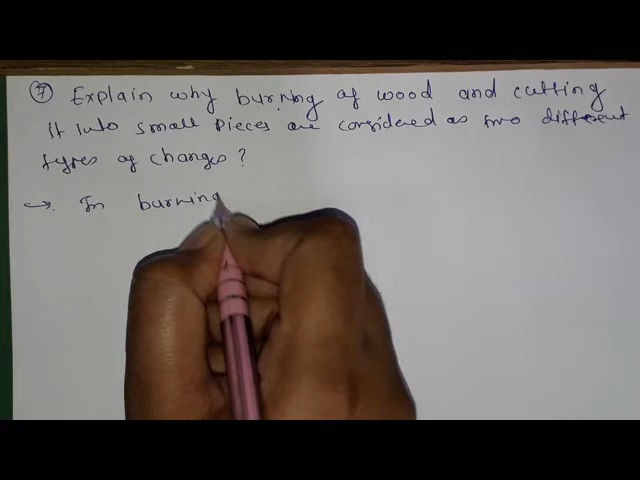 ⑦ Explain why burning of wood and cutting
it into small pieces are considered as two different
types of changes ?
→. In burning